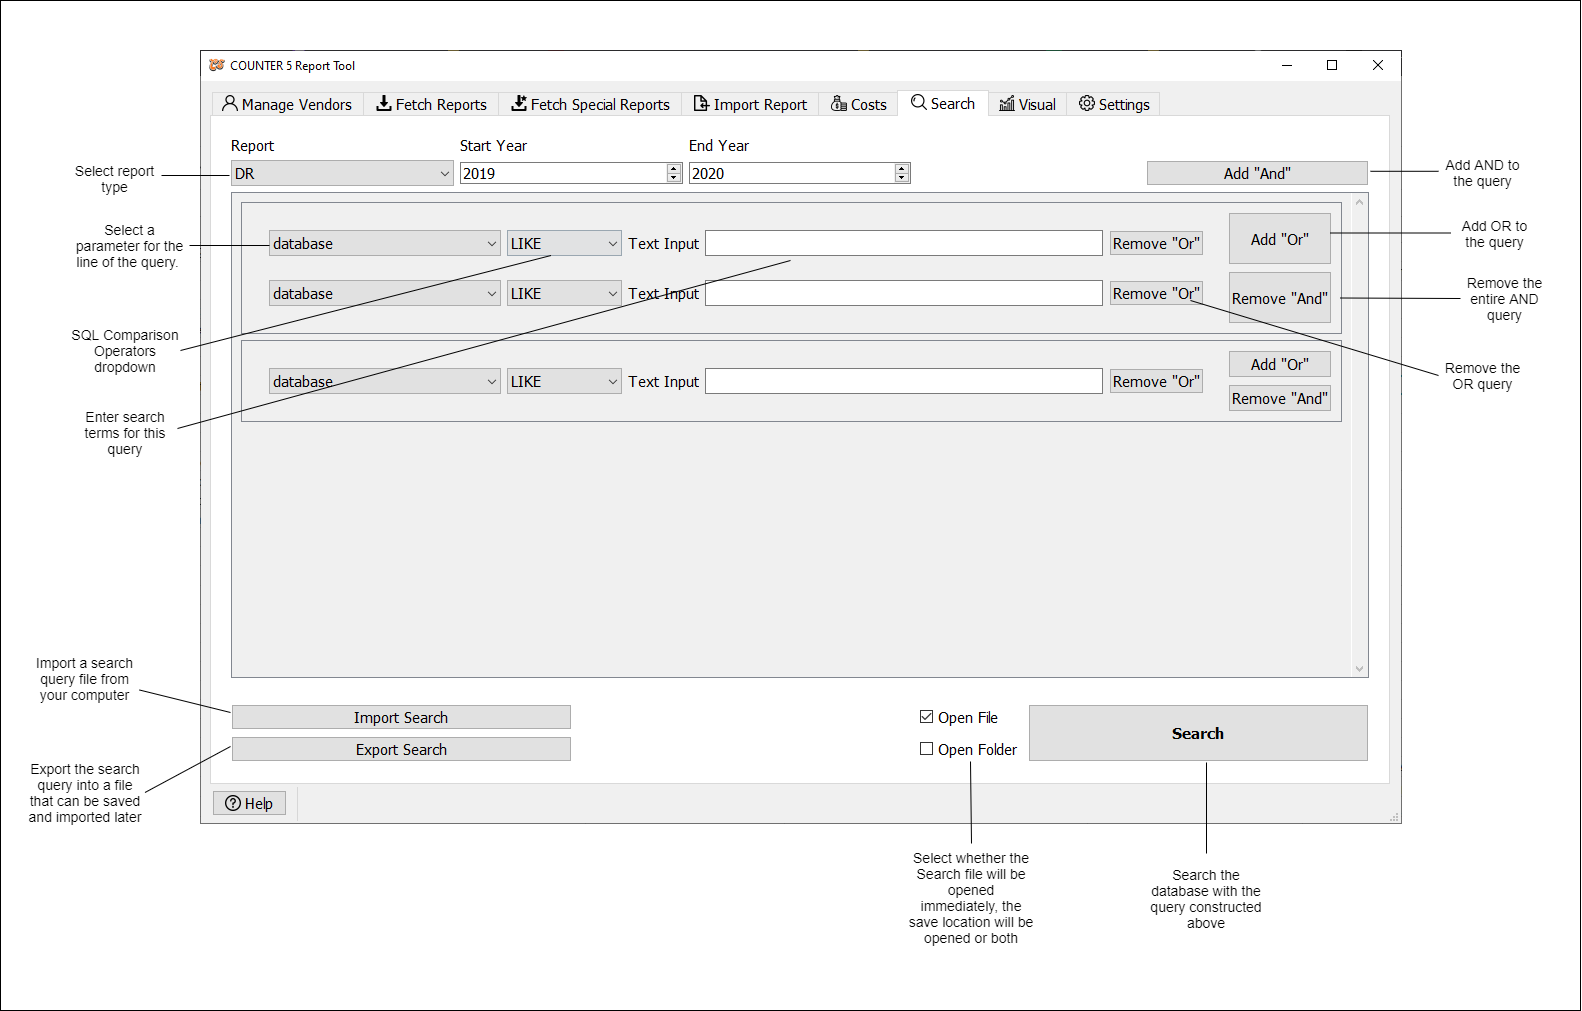 COUNTER 5 Report Tool
Manage Vendors
Fetch Reports
Fetch Special Reports
Import Report
Costs
Search
Visual
Settings
Report
Start Year
End Year
DR
2019
2020
Add "And"
Select report
type
Add AND to
the query
Select a
parameter for the
line of the query.
database
LIKE
Text Input
Remove "Or"
Add "Or"
Add OR to
the query
database
LIKE
Text Input
Remove "Or"
Remove "And"
Remove the
entire AND
query
SQL Comparison
Operators
dropdown
database
LIKE
Text Input
Remove "Or"
Add "Or"
Remove "And"
Remove the
OR query
Enter search
terms for this
query
Import a search
query file from
your computer
Import Search
Export Search
Open File
Open Folder
Search
Export the search
query into a file
that can be saved
and imported later
Help
Select whether the
Search file will be
opened
immediately, the
save location will be
opened or both
Search the
database with the
query constructed
above